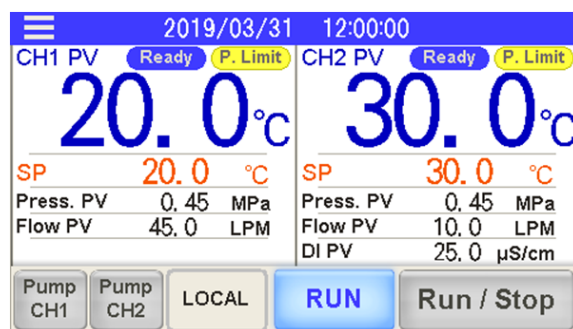 2019/03/31 12:00:00
CH1 PV Ready P. Limit
20.0℃
SP 20.0 ℃
Press. PV 0.45 MPa
Flow PV 45.0 LPM
CH2 PV Ready P. Limit
30.0℃
SP 30.0 ℃
Press. PV 0.45 MPa
Flow PV 10.0 LPM
DI PV 25.0 µS/cm
Pump CH1
Pump CH2
LOCAL
RUN
Run / Stop